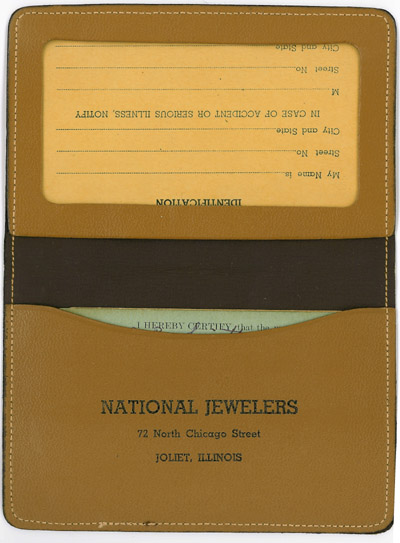 IDENTIFICATION
My Name is
Street No.
City and State
IN CASE OF ACCIDENT OR SERIOUS ILLNESS, NOTIFY
M
Street No.
City and State
I HEREBY CERTIFY, that the
NATIONAL JEWELERS
72 North Chicago Street
JOLIET, ILLINOIS